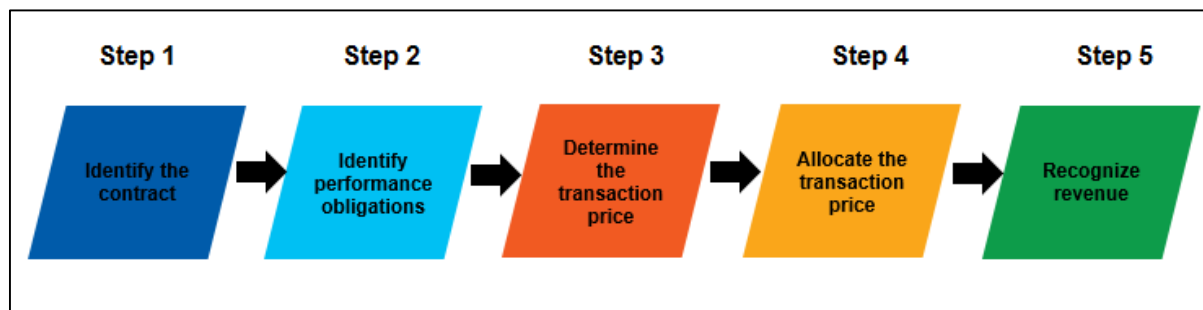 Step 1
Step 2
Step 3
Step 4
Step 5
Identify the
contract
Identify
performance
obligations
Determine
the
transaction
price
Allocate the
transaction
price
Recognize
revenue